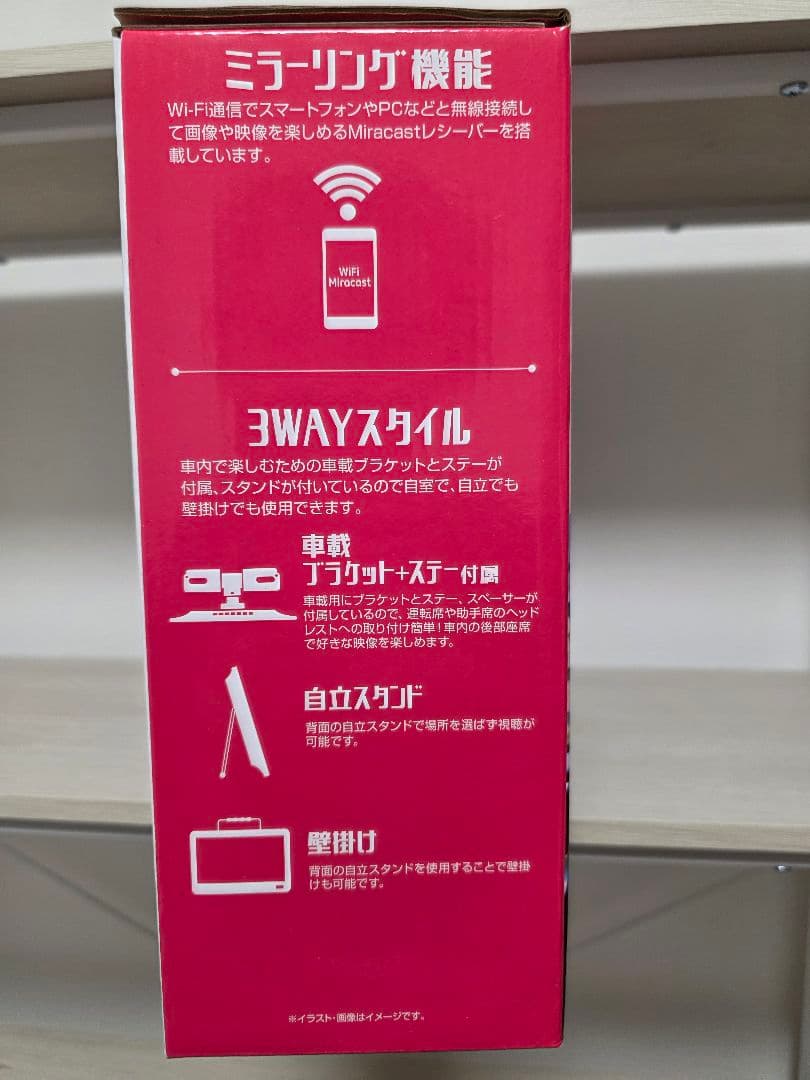 ミラーリング機能
Wi-Fi通信でスマートフォンやPCなどと無線接続し
て画像や映像を楽しめるMiracastレシーバーを搭
載しています。
WiFi
Miracast
3WAYスタイル
車内で楽しむための車載ブラケットとステーが
付属、スタンドが付いているので自室で、自立でも
壁掛けでも使用できます。
車載
ブラケット+ステー付属
車載用にブラケットとステー、スペーサーが
付属しているので、運転席や助手席のヘッド
レストへの取り付け簡単!車内の後部座席
で好きな映像を楽しめます。
自立スタンド
背面の自立スタンドで場所を選ばず視聴が
可能です。
壁掛け
背面の自立スタンドを使用することで壁掛
けも可能です。
※イラスト・画像はイメージです。